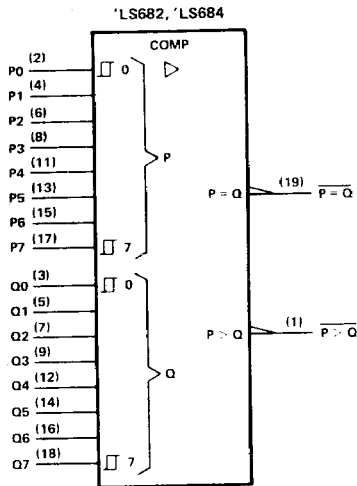 'LS682, 'LS684
COMP
P0 (2) 0
P1 (4)
P2 (6)
P3 (8)
P4 (11)
P5 (13)
P6 (15)
P7 (17) 7
P
Q0 (3) 0
Q1 (5)
Q2 (7)
Q3 (9)
Q4 (12)
Q5 (14)
Q6 (16)
Q7 (18) 7
Q
P = Q (19) P = Q
P > Q (1) P > Q